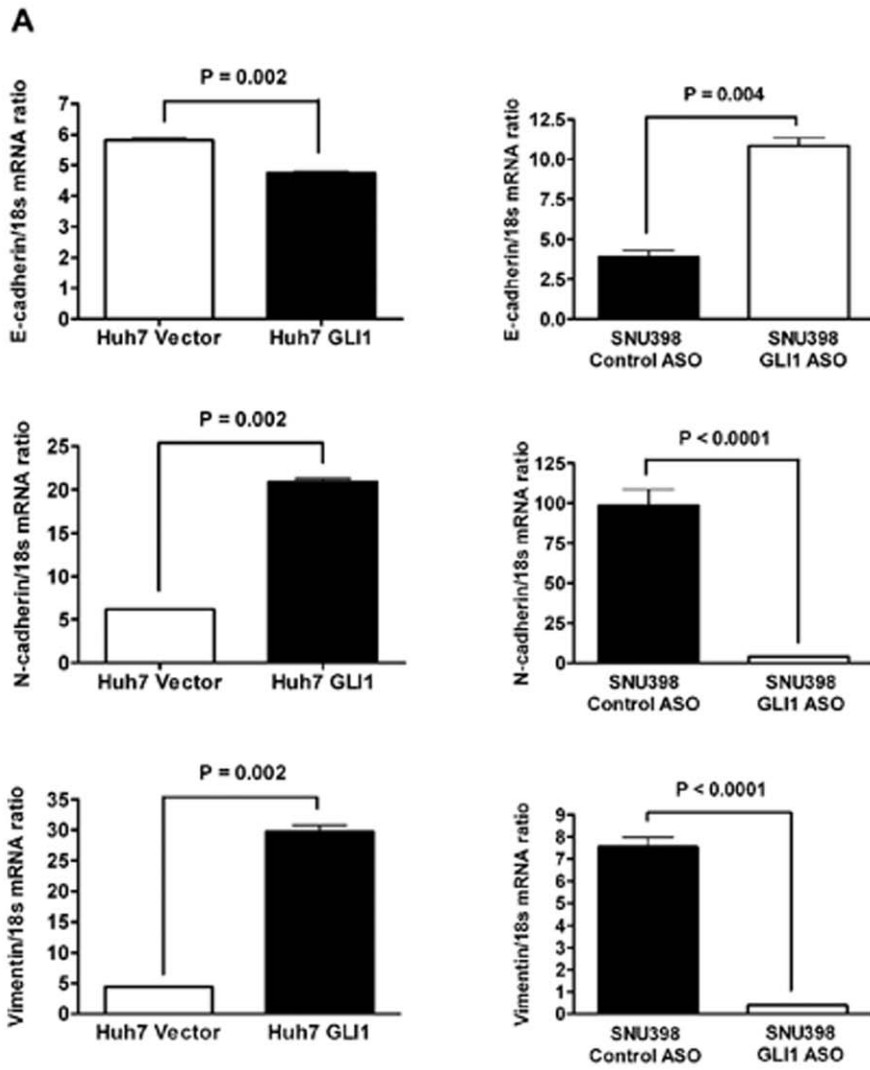 A
P = 0.002
E-cadherin/18s mRNA ratio
7
6
5
4
3
2
1
0
Huh7 Vector
Huh7 GLI1
P = 0.004
E-cadherin/18s mRNA ratio
12.5
10.0
7.5
5.0
2.5
0.0
SNU398
Control ASO
SNU398
GLI1 ASO
P = 0.002
N-cadherin/18s mRNA ratio
25
20
15
10
5
0
Huh7 Vector
Huh7 GLI1
P < 0.0001
N-cadherin/18s mRNA ratio
125
100
75
50
25
0
SNU398
Control ASO
SNU398
GLI1 ASO
P = 0.002
Vimentin/18s mRNA ratio
35
30
25
20
15
10
5
0
Huh7 Vector
Huh7 GLI1
P < 0.0001
Vimentin/18s mRNA ratio
9
8
7
6
5
4
3
2
1
0
SNU398
Control ASO
SNU398
GLI1 ASO